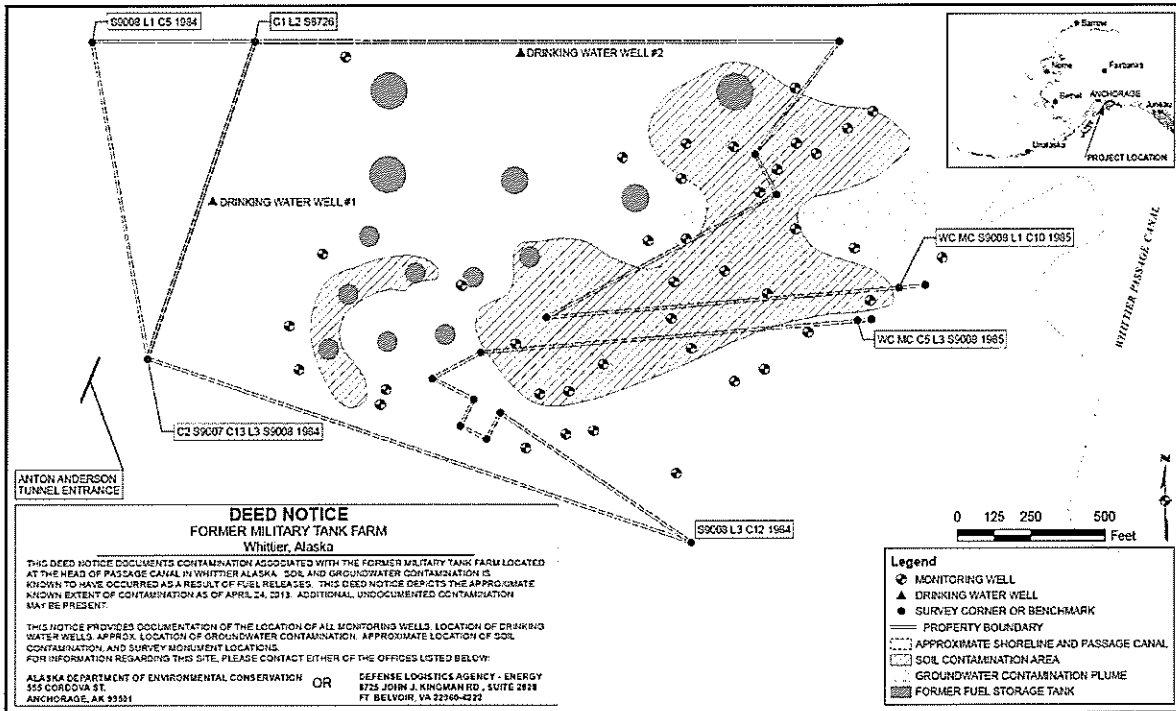 S9008 L1 C5 1984
C1 L2 S8726
DRINKING WATER WELL #2
DRINKING WATER WELL #1
Barrow
Nome
Fairbanks
Bethel
ANCHORAGE
Juneau
Unalaska
PROJECT LOCATION
WC MC S9008 L1 C10 1985
WHITTIER PASSAGE CANAL
WC MC C5 L3 S9008 1985
C2 S9007 C13 L3 S9008 1984
ANTON ANDERSON
TUNNEL ENTRANCE
S9008 L3 C12 1984
N
0 125 250 500
Feet
DEED NOTICE
FORMER MILITARY TANK FARM
Whittier, Alaska
THIS DEED NOTICE DOCUMENTS CONTAMINATION ASSOCIATED WITH THE FORMER MILITARY TANK FARM LOCATED
AT THE HEAD OF PASSAGE CANAL IN WHITTIER ALASKA. SOIL AND GROUNDWATER CONTAMINATION IS
KNOWN TO HAVE OCCURRED AS A RESULT OF FUEL RELEASES. THIS DEED NOTICE DEPICTS THE APPROXIMATE
KNOWN EXTENT OF CONTAMINATION AS OF APRIL 24, 2013. ADDITIONAL, UNDOCUMENTED CONTAMINATION
MAY BE PRESENT.
THIS NOTICE PROVIDES DOCUMENTATION OF THE LOCATION OF ALL MONITORING WELLS, LOCATION OF DRINKING
WATER WELLS, APPROX. LOCATION OF GROUNDWATER CONTAMINATION, APPROXIMATE LOCATION OF SOIL
CONTAMINATION, AND SURVEY MONUMENT LOCATIONS.
FOR INFORMATION REGARDING THIS SITE, PLEASE CONTACT EITHER OF THE OFFICES LISTED BELOW:
ALASKA DEPARTMENT OF ENVIRONMENTAL CONSERVATION
555 CORDOVA ST.
ANCHORAGE, AK 99501
OR
DEFENSE LOGISTICS AGENCY - ENERGY
8725 JOHN J. KINGMAN RD., SUITE 2828
FT. BELVOIR, VA 22060-6222
Legend
MONITORING WELL
DRINKING WATER WELL
SURVEY CORNER OR BENCHMARK
PROPERTY BOUNDARY
APPROXIMATE SHORELINE AND PASSAGE CANAL
SOIL CONTAMINATION AREA
GROUNDWATER CONTAMINATION PLUME
FORMER FUEL STORAGE TANK